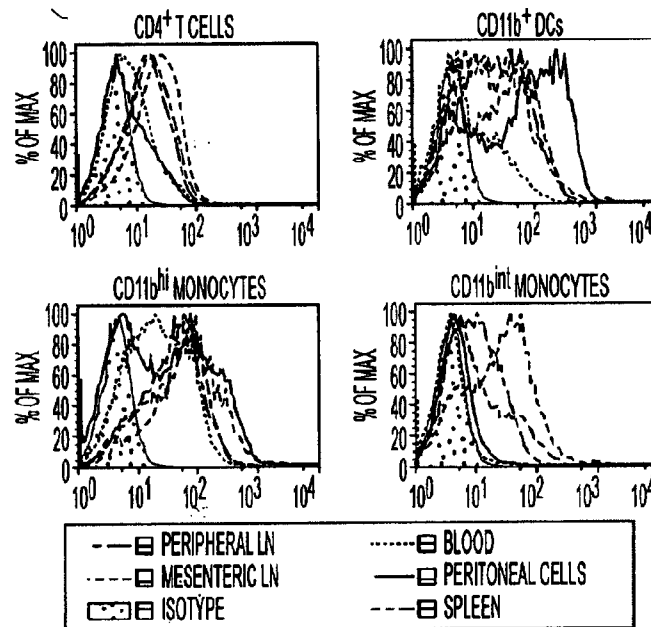 CD4+ T CELLS
% OF MAX
100
80
60
40
20
0
10^0 10^1 10^2 10^3 10^4
CD11b+ DCs
% OF MAX
100
80
60
40
20
0
10^0 10^1 10^2 10^3 10^4
CD11b^hi MONOCYTES
% OF MAX
100
80
60
40
20
0
10^0 10^1 10^2 10^3 10^4
CD11b^int MONOCYTES
% OF MAX
100
80
60
40
20
0
10^0 10^1 10^2 10^3 10^4
PERIPHERAL LN
MESENTERIC LN
ISOTYPE
BLOOD
PERITONEAL CELLS
SPLEEN